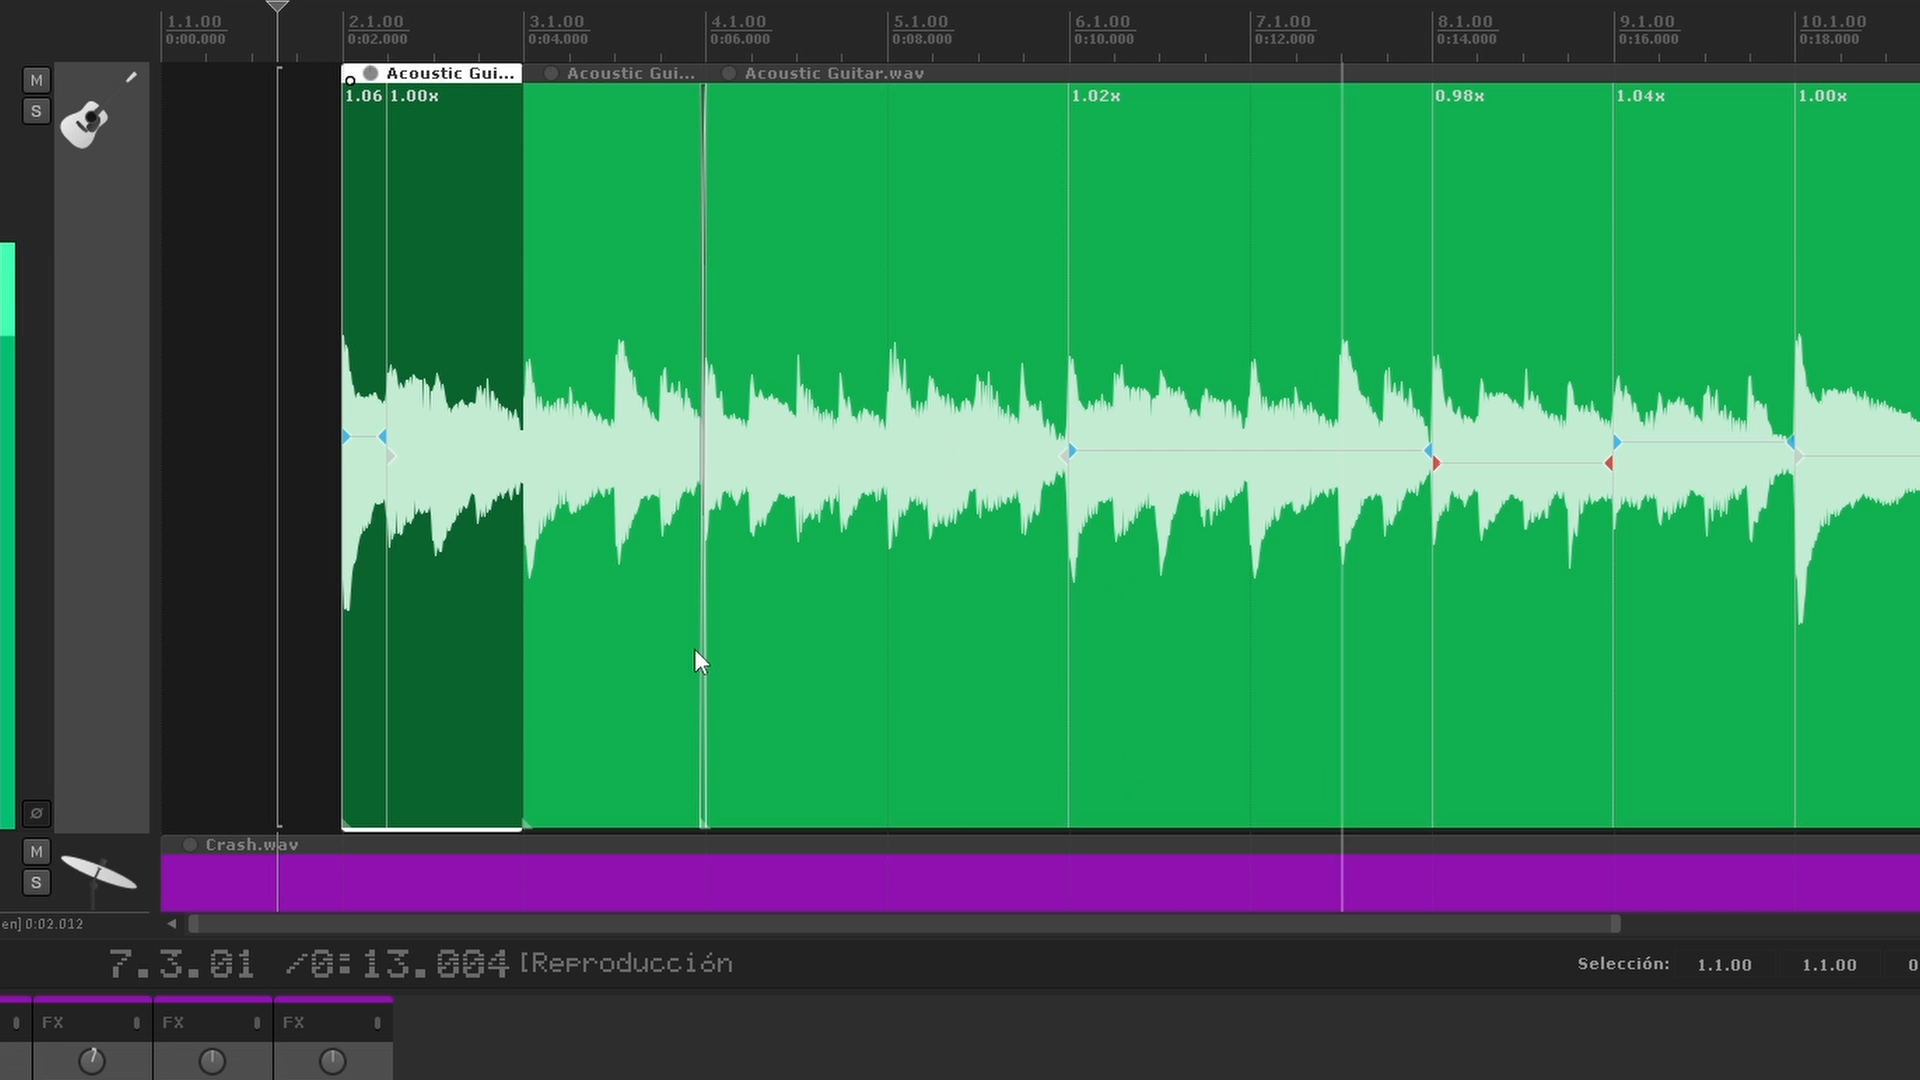 1.1.00 2.1.00 3.1.00 4.1.00 5.1.00 6.1.00 7.1.00 8.1.00 9.1.00 10.1.00
0:00.000 0:02.000 0:04.000 0:06.000 0:08.000 0:10.000 0:12.000 0:14.000 0:16.000 0:18.000
M
Acoustic Gui... Acoustic Gui... Acoustic Guitar.wav
1.06 1.00x 1.02x 0.98x 1.04x 1.00x
S
Ø
M
Crash.wav
S
en] 0:02.012
7.3.01 /0:13.004 [Reproducción
Selección: 1.1.00 1.1.00 0
FX FX FX